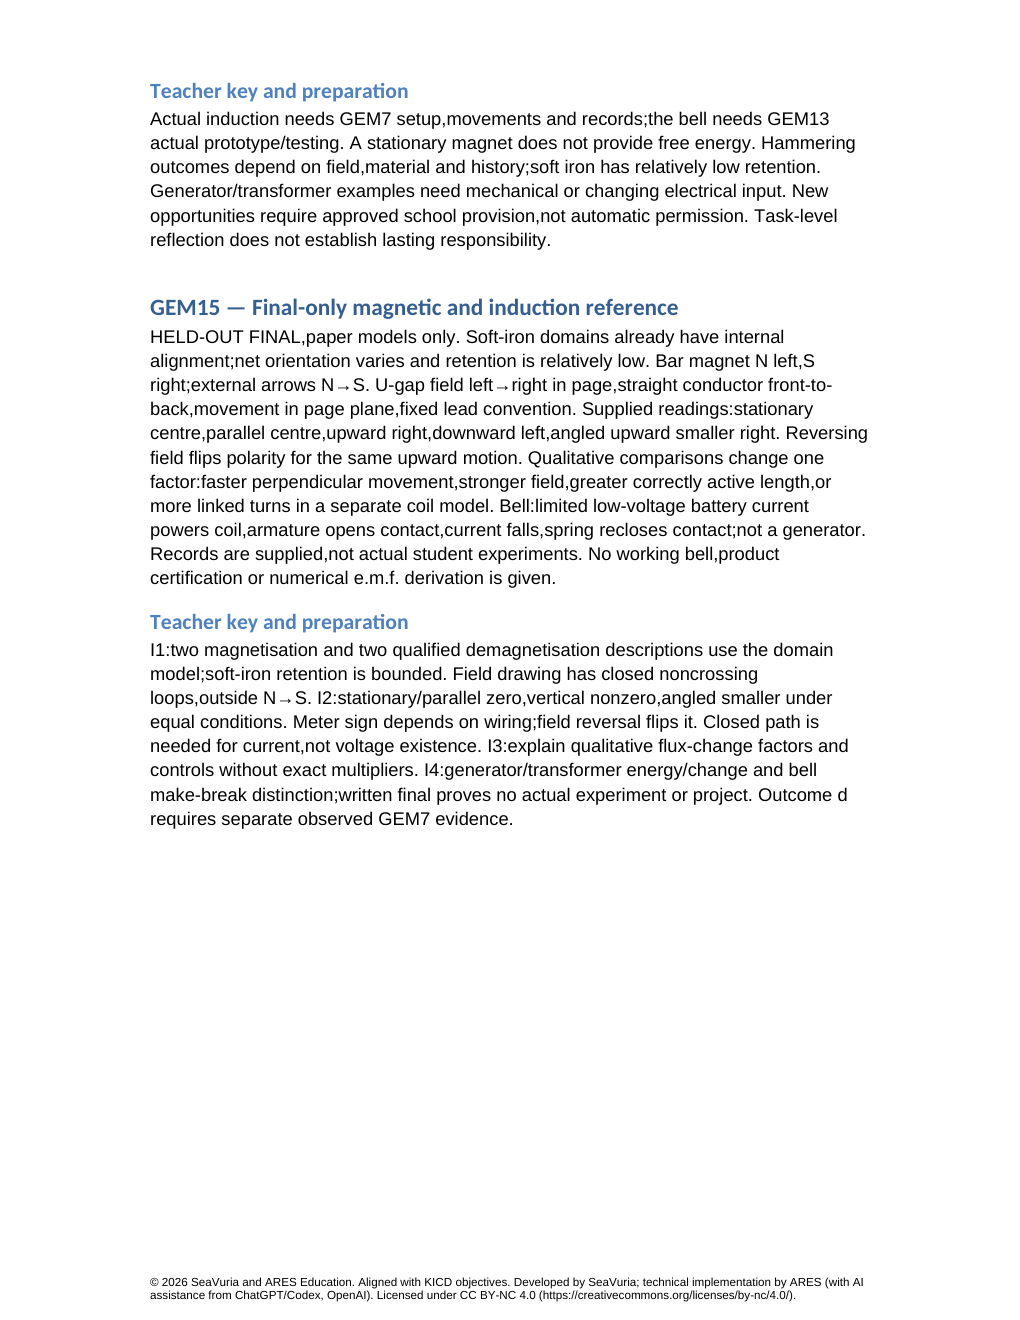 Teacher key and preparation
Actual induction needs GEM7 setup,movements and records;the bell needs GEM13
actual prototype/testing. A stationary magnet does not provide free energy. Hammering
outcomes depend on field,material and history;soft iron has relatively low retention.
Generator/transformer examples need mechanical or changing electrical input. New
opportunities require approved school provision,not automatic permission. Task-level
reflection does not establish lasting responsibility.
GEM15 — Final-only magnetic and induction reference
HELD-OUT FINAL,paper models only. Soft-iron domains already have internal
alignment;net orientation varies and retention is relatively low. Bar magnet N left,S
right;external arrows N→S. U-gap field left→right in page,straight conductor front-to-
back,movement in page plane,fixed lead convention. Supplied readings:stationary
centre,parallel centre,upward right,downward left,angled upward smaller right. Reversing
field flips polarity for the same upward motion. Qualitative comparisons change one
factor:faster perpendicular movement,stronger field,greater correctly active length,or
more linked turns in a separate coil model. Bell:limited low-voltage battery current
powers coil,armature opens contact,current falls,spring recloses contact;not a generator.
Records are supplied,not actual student experiments. No working bell,product
certification or numerical e.m.f. derivation is given.
Teacher key and preparation
I1:two magnetisation and two qualified demagnetisation descriptions use the domain
model;soft-iron retention is bounded. Field drawing has closed noncrossing
loops,outside N→S. I2:stationary/parallel zero,vertical nonzero,angled smaller under
equal conditions. Meter sign depends on wiring;field reversal flips it. Closed path is
needed for current,not voltage existence. I3:explain qualitative flux-change factors and
controls without exact multipliers. I4:generator/transformer energy/change and bell
make-break distinction;written final proves no actual experiment or project. Outcome d
requires separate observed GEM7 evidence.
© 2026 SeaVuria and ARES Education. Aligned with KICD objectives. Developed by SeaVuria; technical implementation by ARES (with AI
assistance from ChatGPT/Codex, OpenAI). Licensed under CC BY-NC 4.0 (https://creativecommons.org/licenses/by-nc/4.0/).